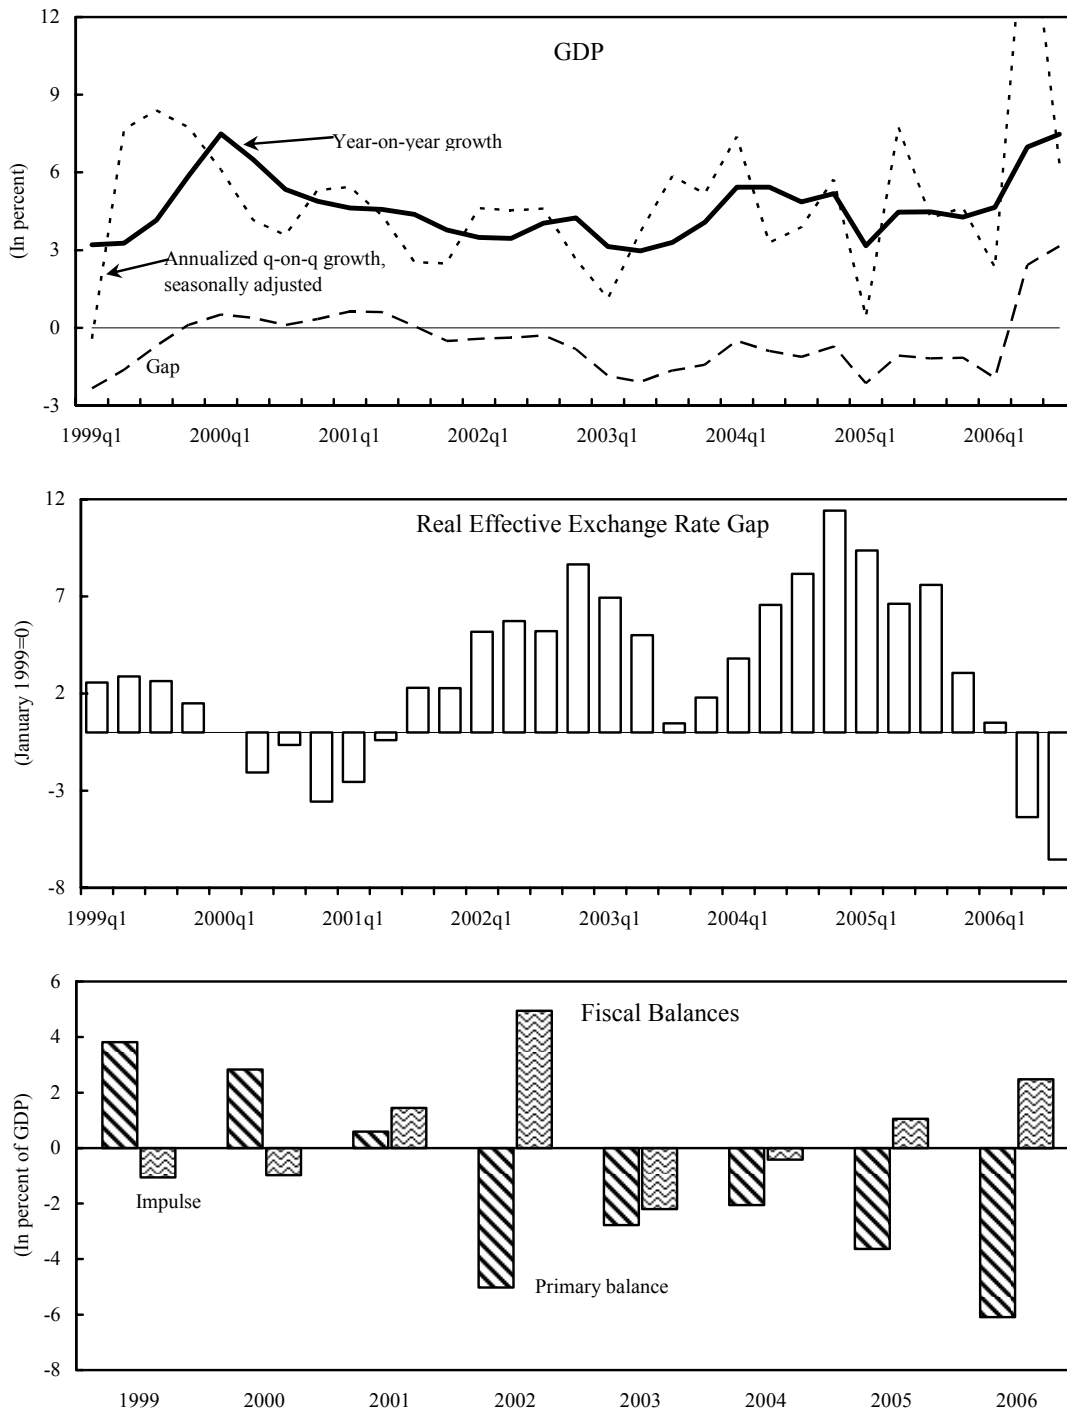 12
GDP
9
Year-on-year growth
6
(In percent)
3
Annualized q-on-q growth,
seasonally adjusted
0
Gap
-3
1999q1 2000q1 2001q1 2002q1 2003q1 2004q1 2005q1 2006q1
12
Real Effective Exchange Rate Gap
7
(January 1999=0)
2
-3
-8
1999q1 2000q1 2001q1 2002q1 2003q1 2004q1 2005q1 2006q1
6
Fiscal Balances
4
2
(In percent of GDP)
0
Impulse
-2
-4
Primary balance
-6
-8
1999 2000 2001 2002 2003 2004 2005 2006